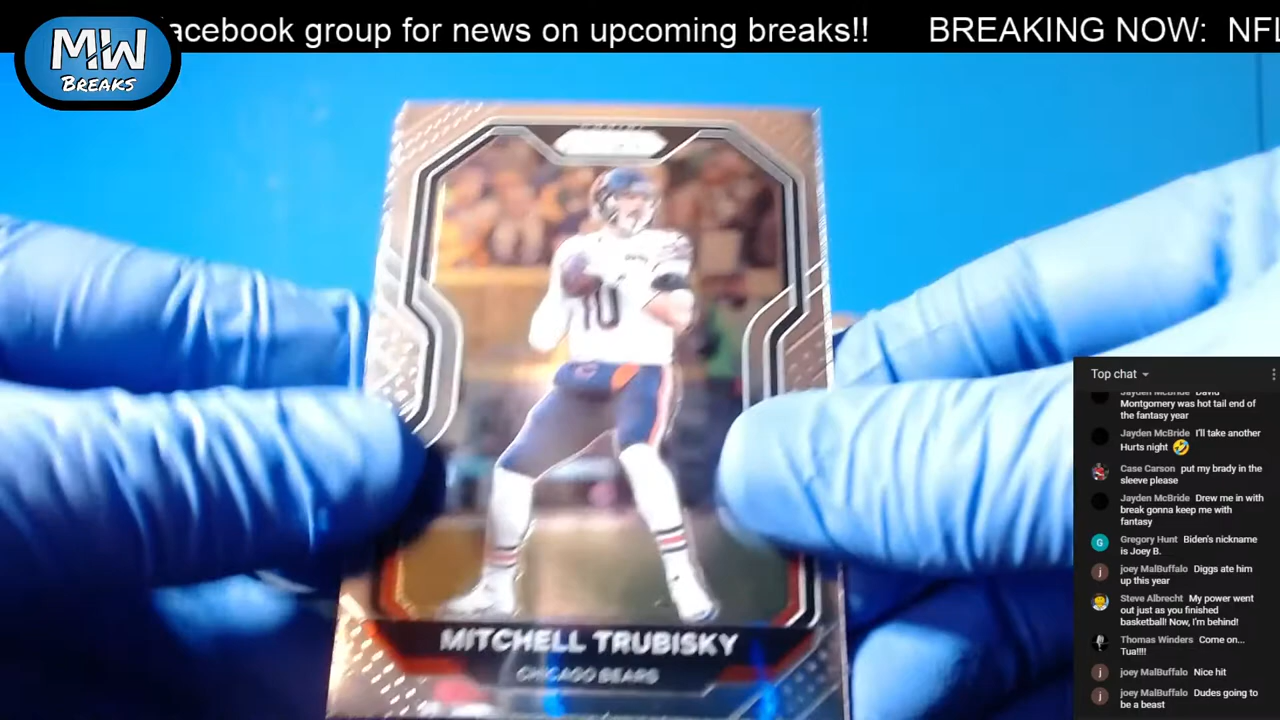 acebook group for news on upcoming breaks!! BREAKING NOW: NFL
MW
BREAKS
PANINI
10
MITCHELL TRUBISKY
CHICAGO BEARS
Top chat
Jayden McBride David
Montgomery was hot tail end of
the fantasy year
Jayden McBride I'll take another
Hurts night 🤣
Case Carson put my brady in the
sleeve please
Jayden McBride Drew me in with
break gonna keep me with
fantasy
G
Gregory Hunt Biden's nickname
is Joey B.
j
joey MalBuffalo Diggs ate him
up this year
Steve Albrecht My power went
out just as you finished
basketball! Now, I'm behind!
Thomas Winders Come on...
Tua!!!!
j
joey MalBuffalo Nice hit
j
joey MalBuffalo Dudes going to
be a beast